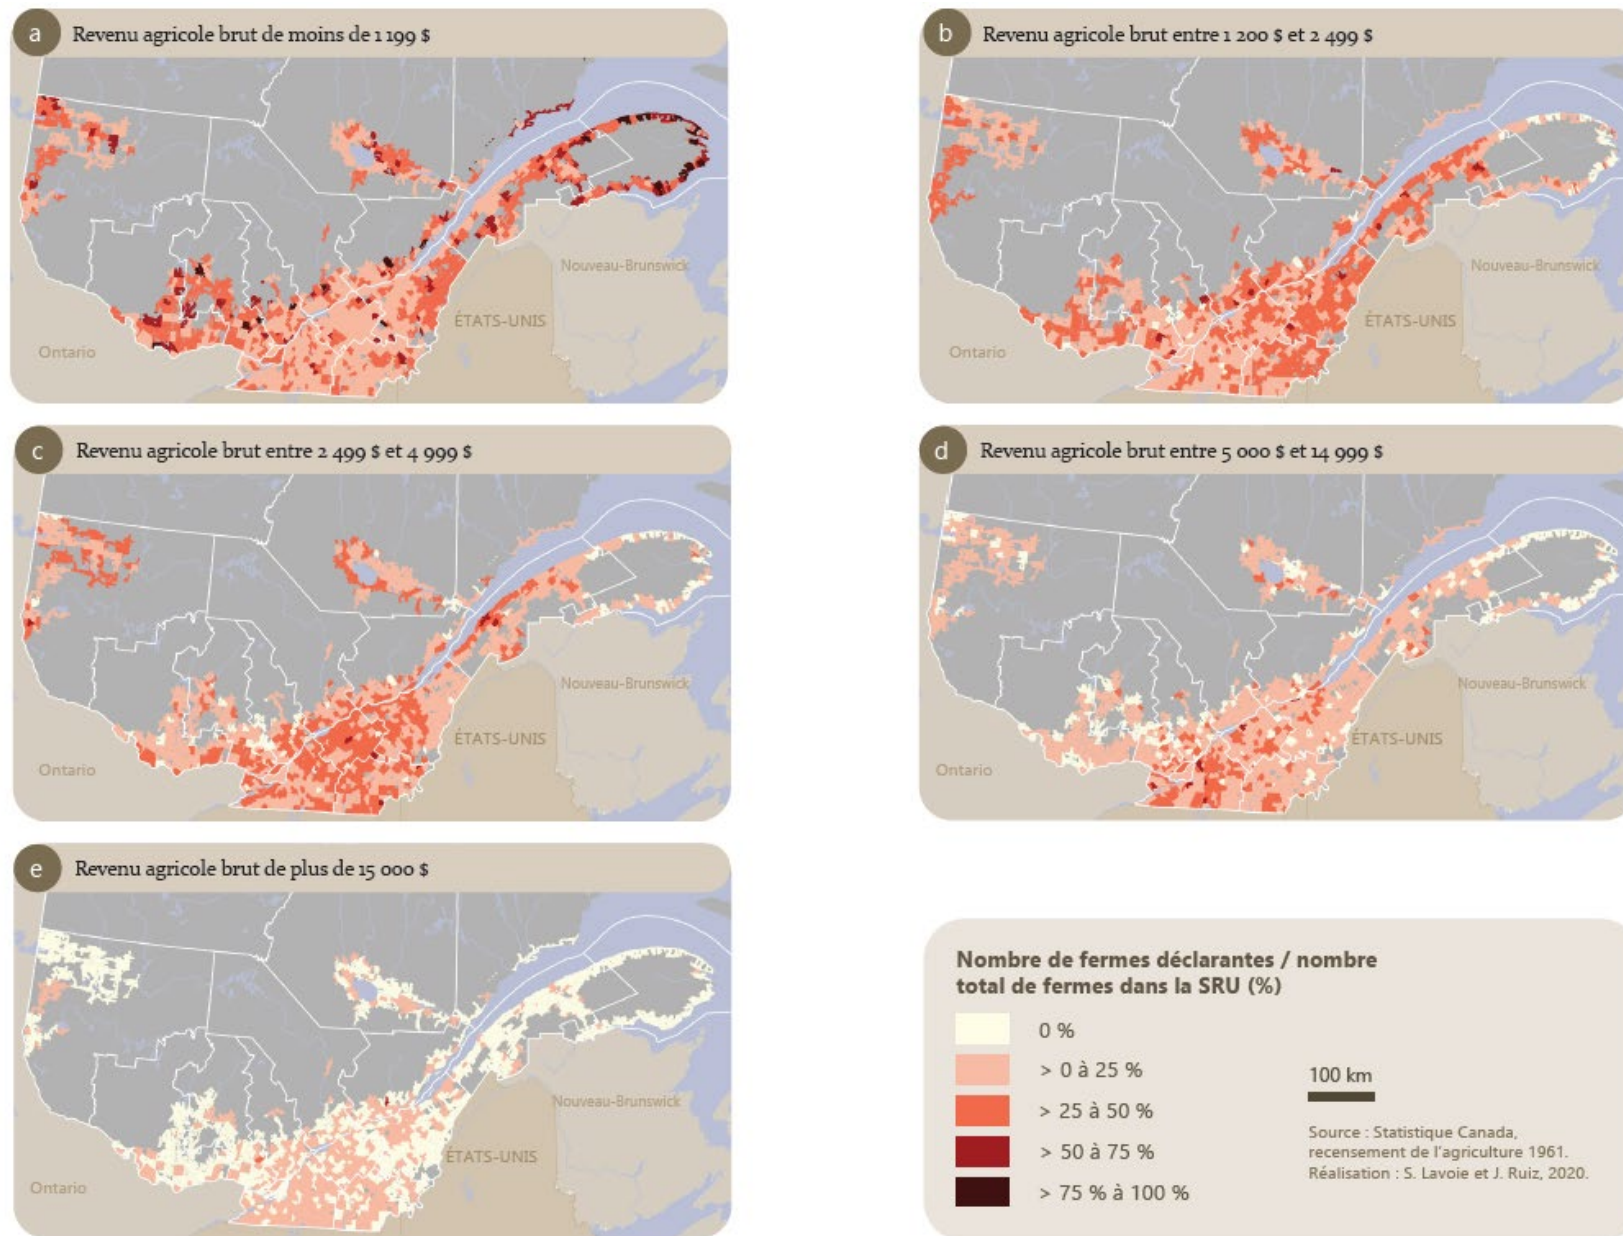 a Revenu agricole brut de moins de 1 199 $
Nouveau-Brunswick
ÉTATS-UNIS
Ontario
b Revenu agricole brut entre 1 200 $ et 2 499 $
Nouveau-Brunswick
ÉTATS-UNIS
Ontario
c Revenu agricole brut entre 2 499 $ et 4 999 $
Nouveau-Brunswick
ÉTATS-UNIS
Ontario
d Revenu agricole brut entre 5 000 $ et 14 999 $
Nouveau-Brunswick
ÉTATS-UNIS
Ontario
e Revenu agricole brut de plus de 15 000 $
Nouveau-Brunswick
ÉTATS-UNIS
Ontario
Nombre de fermes déclarantes / nombre
total de fermes dans la SRU (%)
0 %
> 0 à 25 %
> 25 à 50 %
> 50 à 75 %
> 75 % à 100 %
100 km
Source : Statistique Canada,
recensement de l'agriculture 1961.
Réalisation : S. Lavoie et J. Ruiz, 2020.